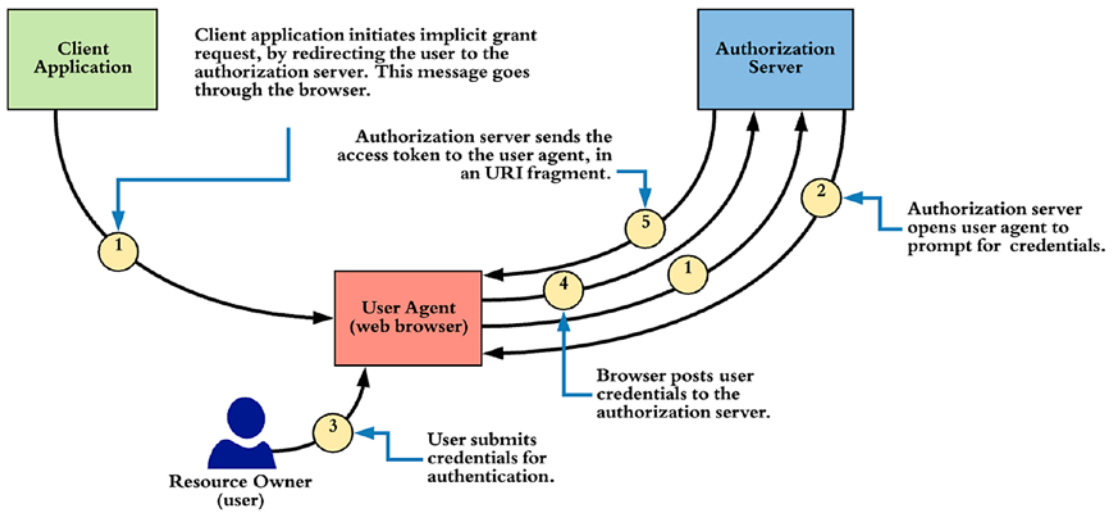 Client
Application
Client application initiates implicit grant
request, by redirecting the user to the
authorization server. This message goes
through the browser.
Authorization
Server
Authorization server sends the
access token to the user agent, in
an URI fragment.
2
5
Authorization server
opens user agent to
prompt for credentials.
1
1
4
User Agent
(web browser)
Browser posts user
credentials to the
authorization server.
3
User submits
credentials for
authentication.
Resource Owner
(user)